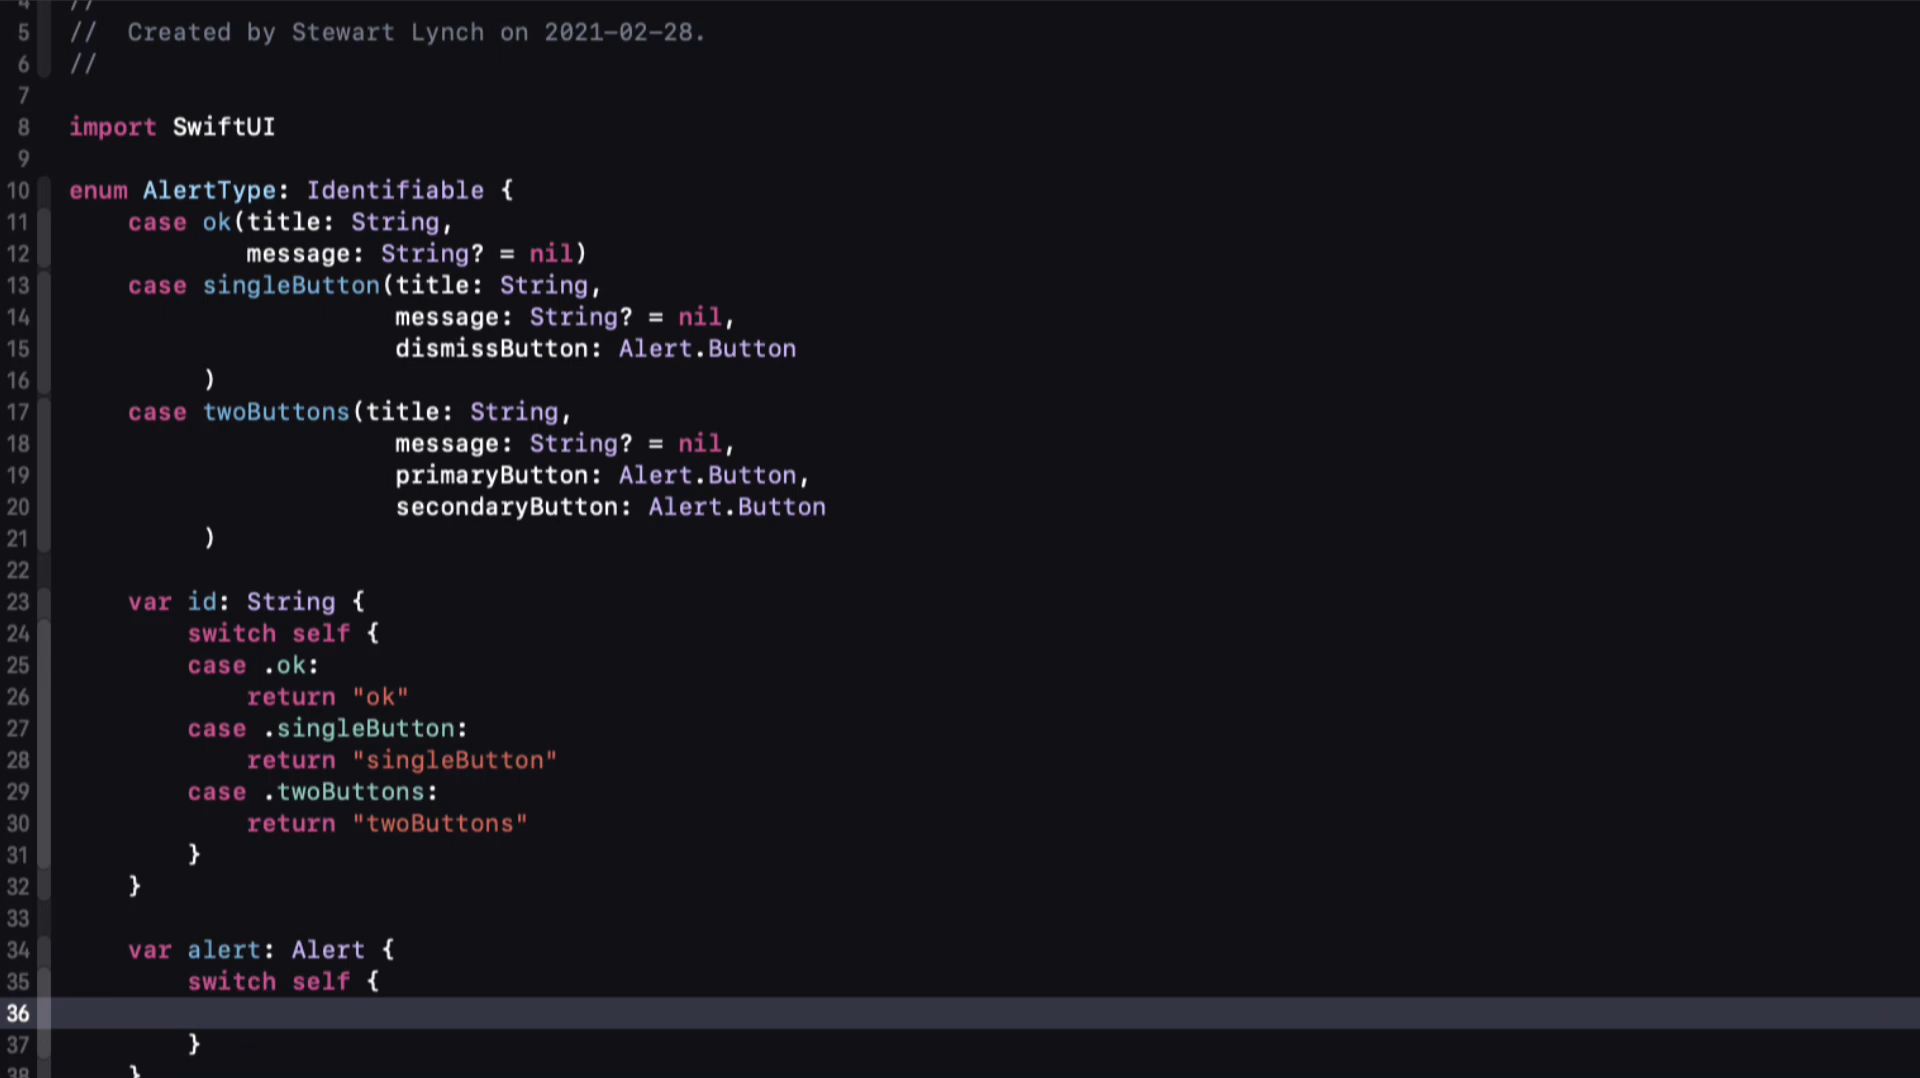 4 //
5 // Created by Stewart Lynch on 2021-02-28.
6 //
7
8 import SwiftUI
9
10 enum AlertType: Identifiable {
11     case ok(title: String,
12             message: String? = nil)
13     case singleButton(title: String,
14                       message: String? = nil,
15                       dismissButton: Alert.Button
16          )
17     case twoButtons(title: String,
18                       message: String? = nil,
19                       primaryButton: Alert.Button,
20                       secondaryButton: Alert.Button
21          )
22
23     var id: String {
24         switch self {
25         case .ok:
26             return "ok"
27         case .singleButton:
28             return "singleButton"
29         case .twoButtons:
30             return "twoButtons"
31         }
32     }
33
34     var alert: Alert {
35         switch self {
36
37         }
38     }